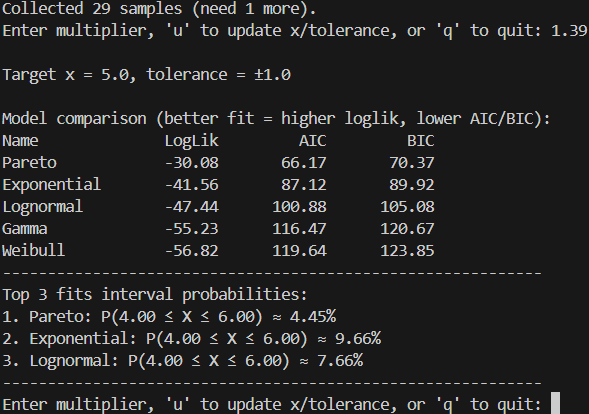 Collected 29 samples (need 1 more).
Enter multiplier, 'u' to update x/tolerance, or 'q' to quit: 1.39
Target x = 5.0, tolerance = ±1.0
Model comparison (better fit = higher loglik, lower AIC/BIC):
Name LogLik AIC BIC
Pareto -30.08 66.17 70.37
Exponential -41.56 87.12 89.92
Lognormal -47.44 100.88 105.08
Gamma -55.23 116.47 120.67
Weibull -56.82 119.64 123.85
------------------------------------------------------------
Top 3 fits interval probabilities:
1. Pareto: P(4.00 ≤ X ≤ 6.00) ≈ 4.45%
2. Exponential: P(4.00 ≤ X ≤ 6.00) ≈ 9.66%
3. Lognormal: P(4.00 ≤ X ≤ 6.00) ≈ 7.66%
------------------------------------------------------------
Enter multiplier, 'u' to update x/tolerance, or 'q' to quit: